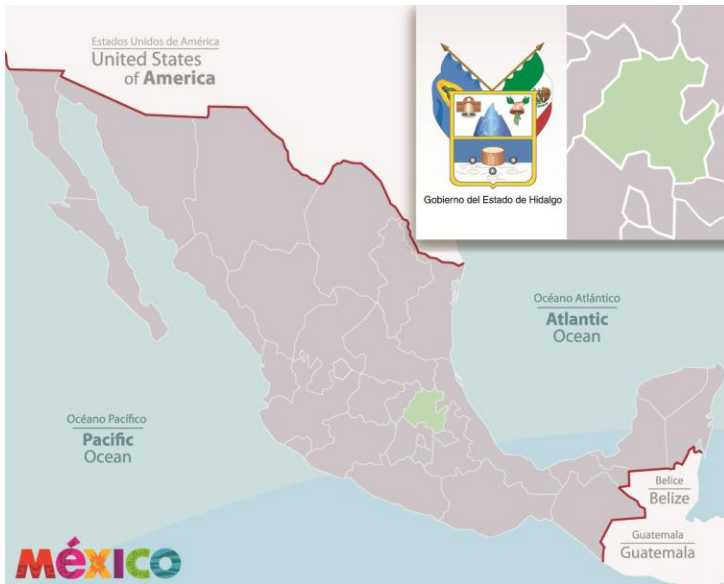 Estados Unidos de América
United States
of America
Gobierno del Estado de Hidalgo
Océano Atlántico
Atlantic
Ocean
Océano Pacífico
Pacific
Ocean
Belice
Belize
Guatemala
Guatemala
MéXICO